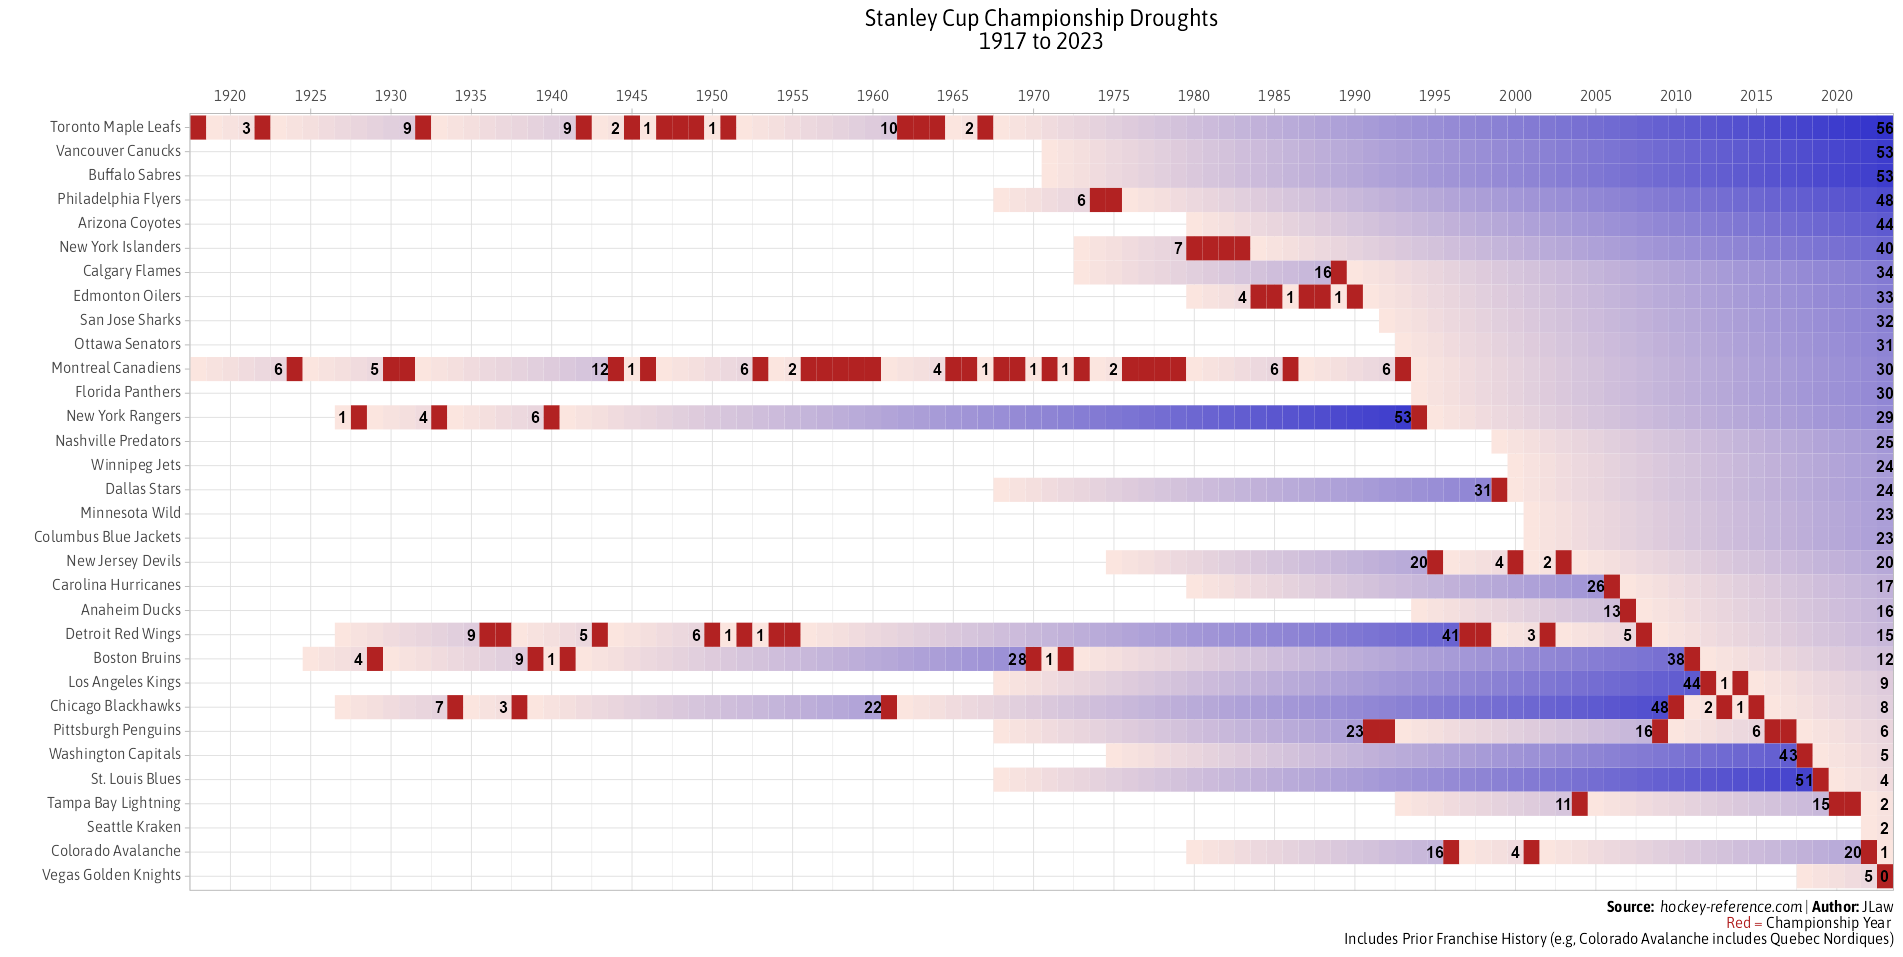 Stanley Cup Championship Droughts
1917 to 2023
1920 1925 1930 1935 1940 1945 1950 1955 1960 1965 1970 1975 1980 1985 1990 1995 2000 2005 2010 2015 2020
Toronto Maple Leafs 3 9 9 2 1 1 10 2 56
Vancouver Canucks 53
Buffalo Sabres 53
Philadelphia Flyers 6 48
Arizona Coyotes 44
New York Islanders 7 40
Calgary Flames 16 34
Edmonton Oilers 4 1 1 33
San Jose Sharks 32
Ottawa Senators 31
Montreal Canadiens 6 5 12 1 6 2 4 1 1 1 2 6 6 30
Florida Panthers 30
New York Rangers 1 4 6 53 29
Nashville Predators 25
Winnipeg Jets 24
Dallas Stars 31 24
Minnesota Wild 23
Columbus Blue Jackets 23
New Jersey Devils 20 4 2 20
Carolina Hurricanes 26 17
Anaheim Ducks 13 16
Detroit Red Wings 9 5 6 1 1 41 3 5 15
Boston Bruins 4 9 1 28 1 38 12
Los Angeles Kings 44 1 9
Chicago Blackhawks 7 3 22 48 2 1 8
Pittsburgh Penguins 23 16 6 6
Washington Capitals 43 5
St. Louis Blues 51 4
Tampa Bay Lightning 11 15 2
Seattle Kraken 2
Colorado Avalanche 16 4 20 1
Vegas Golden Knights 5 0
Source: hockey-reference.com | Author: JLaw
Red = Championship Year
Includes Prior Franchise History (e.g, Colorado Avalanche includes Quebec Nordiques)